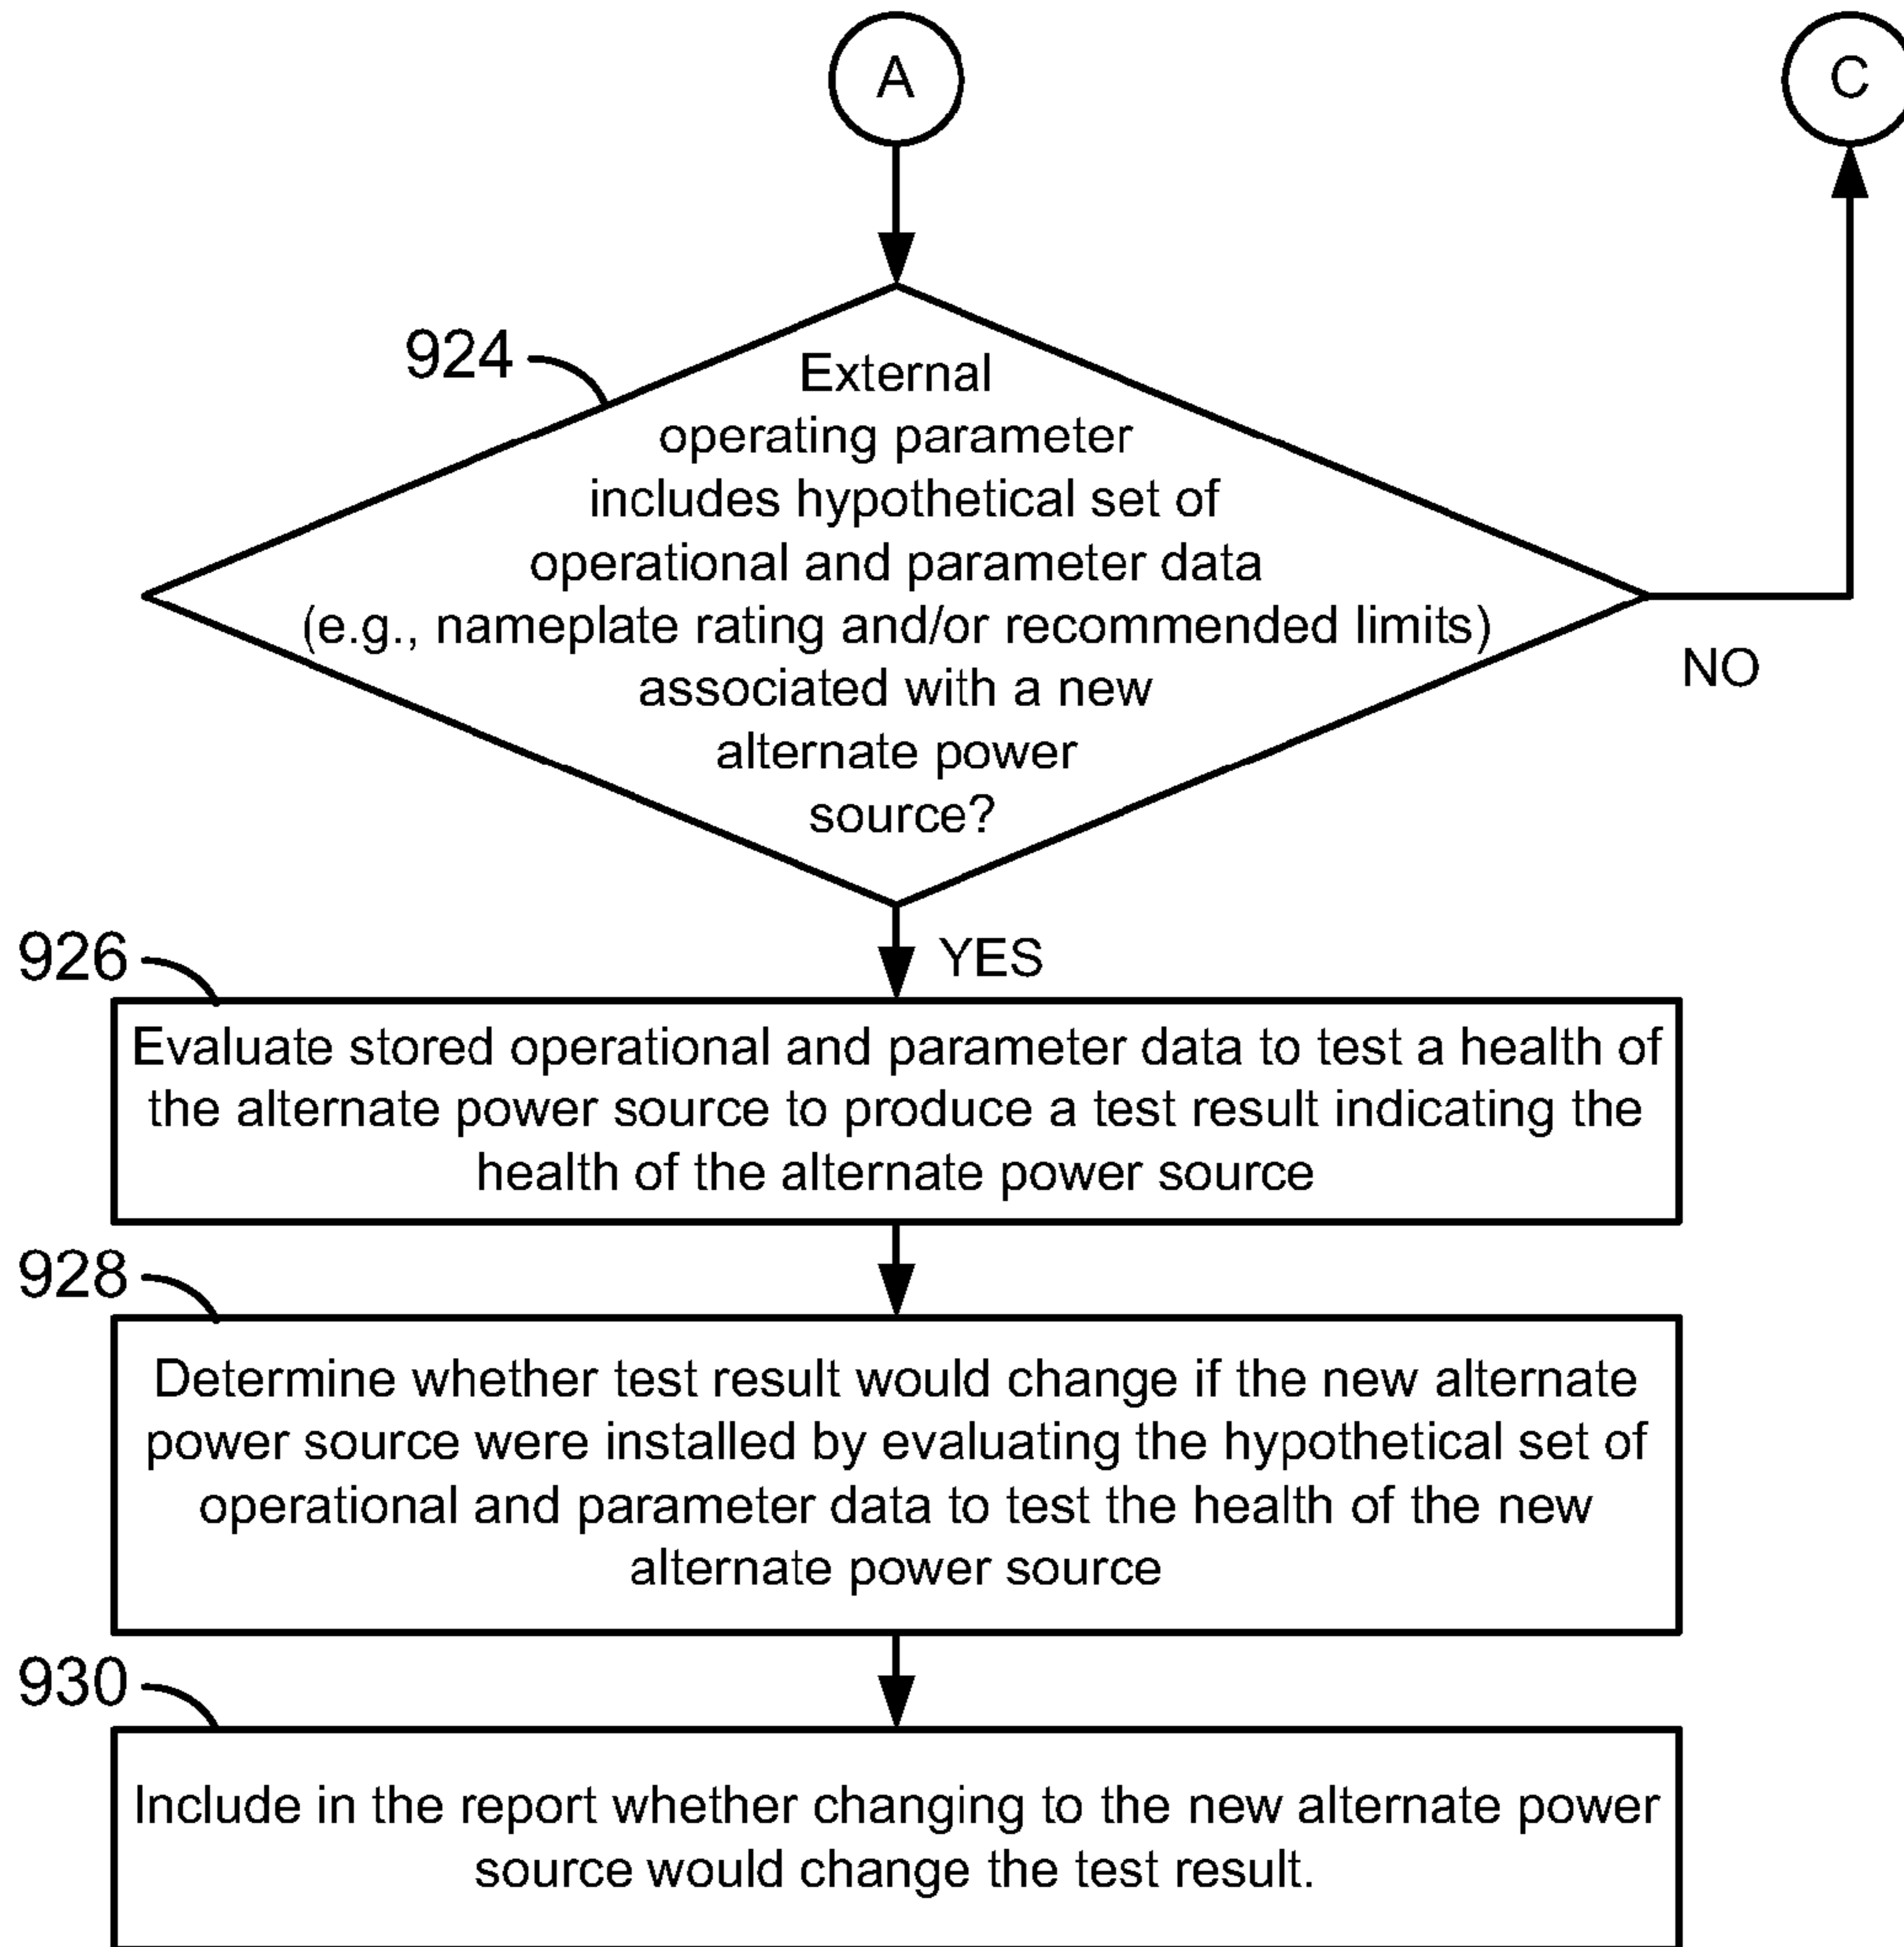 A
C
924
External
operating parameter
includes hypothetical set of
operational and parameter data
(e.g., nameplate rating and/or recommended limits)
associated with a new
alternate power
source?
NO
YES
926
Evaluate stored operational and parameter data to test a health of
the alternate power source to produce a test result indicating the
health of the alternate power source
928
Determine whether test result would change if the new alternate
power source were installed by evaluating the hypothetical set of
operational and parameter data to test the health of the new
alternate power source
930
Include in the report whether changing to the new alternate power
source would change the test result.